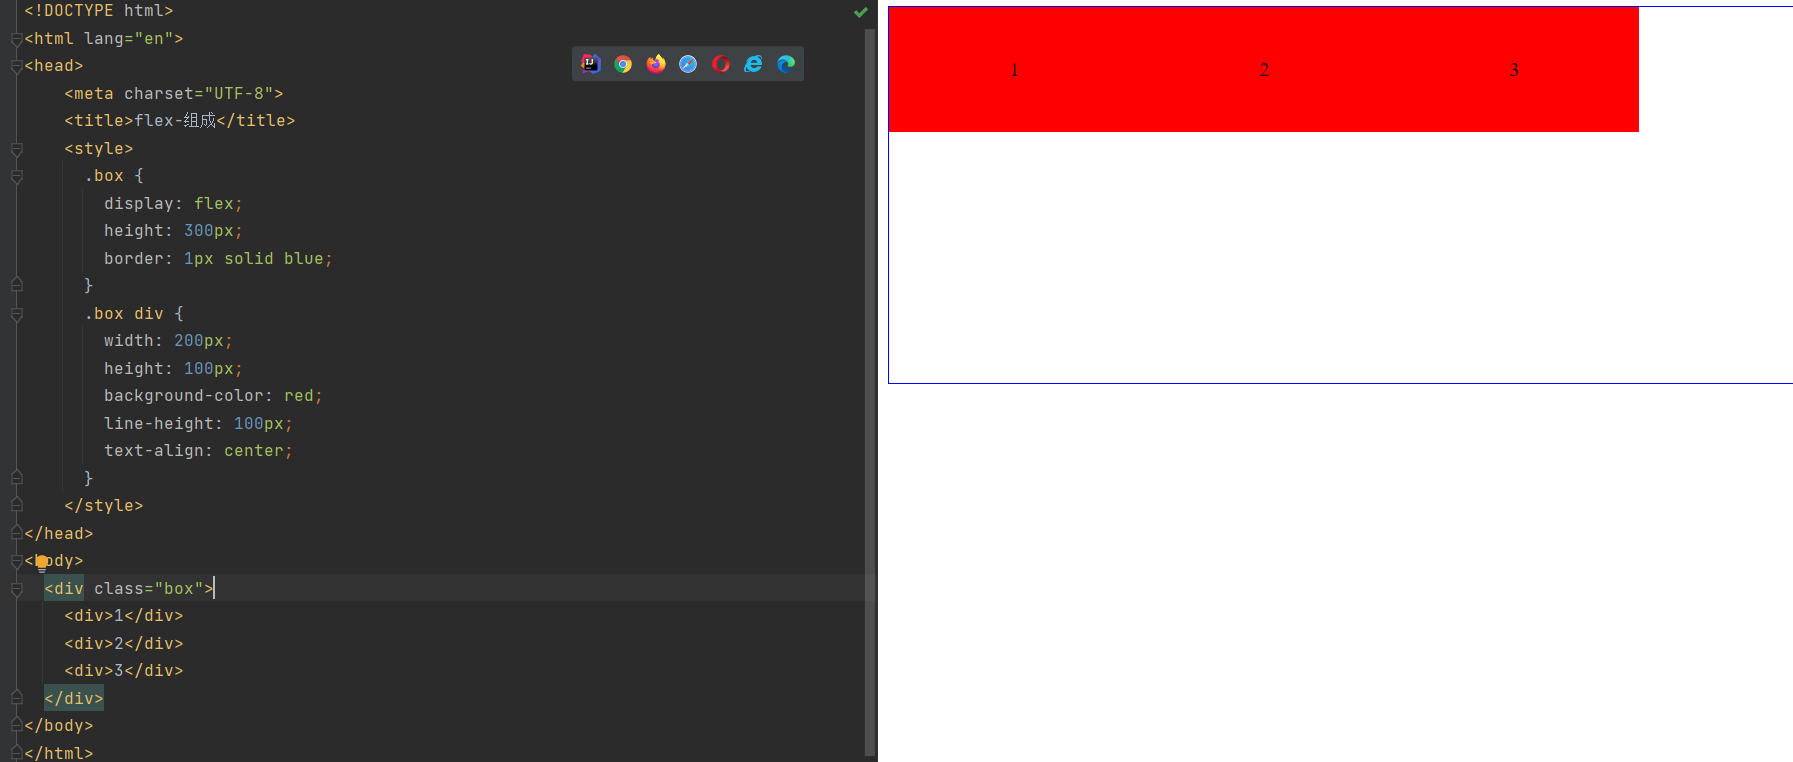 <!DOCTYPE html>
<html lang="en">
<head>
    <meta charset="UTF-8">
    <title>flex-组成</title>
    <style>
      .box {
        display: flex;
        height: 300px;
        border: 1px solid blue;
      }
      .box div {
        width: 200px;
        height: 100px;
        background-color: red;
        line-height: 100px;
        text-align: center;
      }
    </style>
</head>
<body>
  <div class="box">
    <div>1</div>
    <div>2</div>
    <div>3</div>
  </div>
</body>
</html>
1 2 3